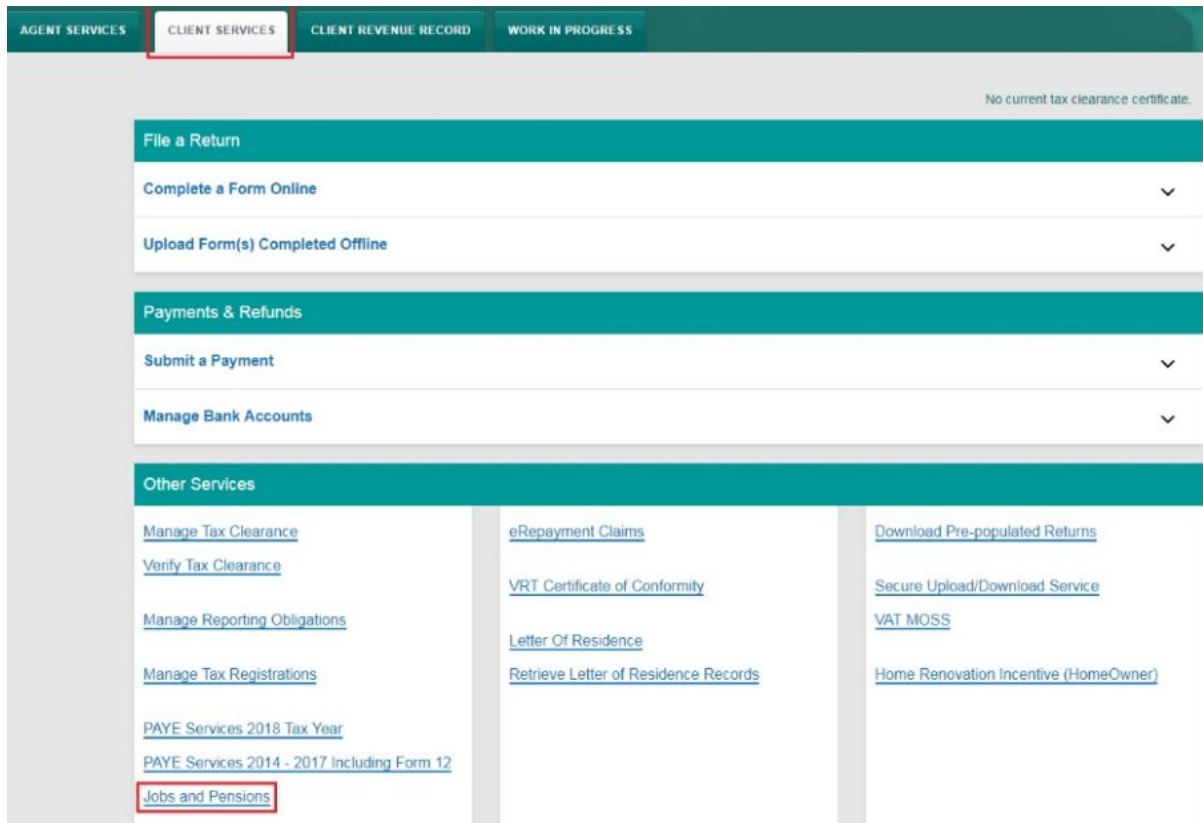 AGENT SERVICES CLIENT SERVICES CLIENT REVENUE RECORD WORK IN PROGRESS
No current tax clearance certificate.
File a Return
Complete a Form Online
Upload Form(s) Completed Offline
Payments & Refunds
Submit a Payment
Manage Bank Accounts
Other Services
Manage Tax Clearance
Verify Tax Clearance
Manage Reporting Obligations
Manage Tax Registrations
PAYE Services 2018 Tax Year
PAYE Services 2014 - 2017 Including Form 12
Jobs and Pensions
eRepayment Claims
VRT Certificate of Conformity
Letter Of Residence
Retrieve Letter of Residence Records
Download Pre-populated Returns
Secure Upload/Download Service
VAT MOSS
Home Renovation Incentive (HomeOwner)